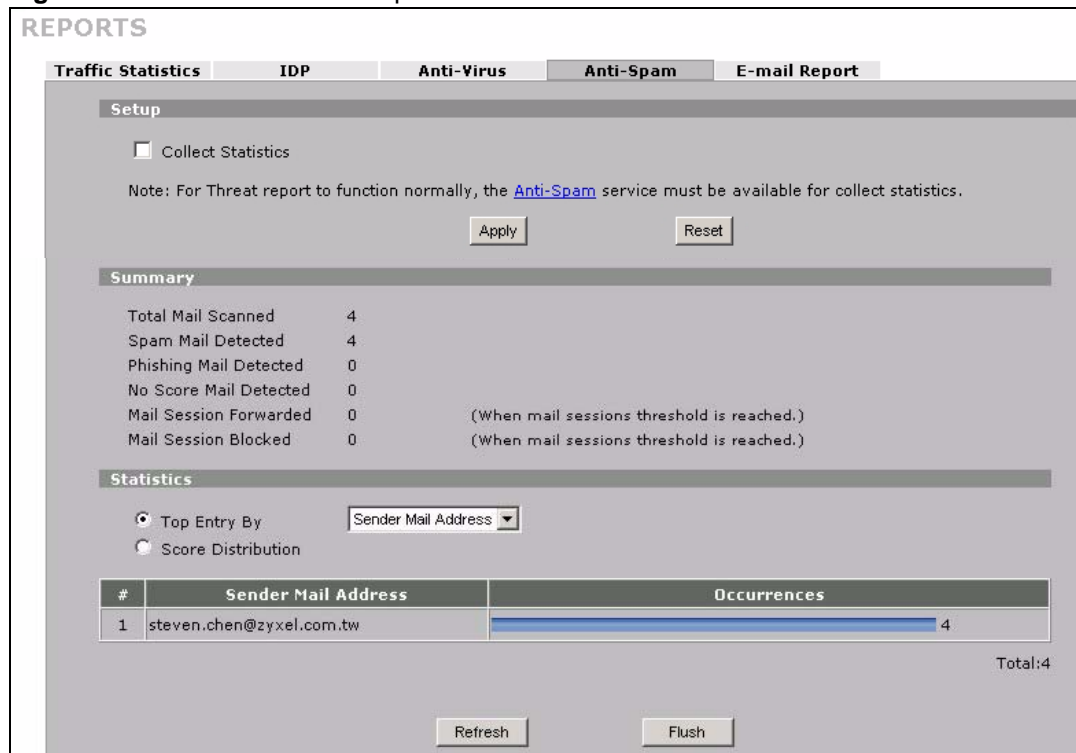 REPORTS
Traffic Statistics IDP Anti-Virus Anti-Spam E-mail Report
Setup
Collect Statistics
Note: For Threat report to function normally, the Anti-Spam service must be available for collect statistics.
Apply Reset
Summary
Total Mail Scanned 4
Spam Mail Detected 4
Phishing Mail Detected 0
No Score Mail Detected 0
Mail Session Forwarded 0 (When mail sessions threshold is reached.)
Mail Session Blocked 0 (When mail sessions threshold is reached.)
Statistics
Top Entry By Sender Mail Address
Score Distribution
# Sender Mail Address Occurrences
1 steven.chen@zyxel.com.tw 4
Total:4
Refresh Flush